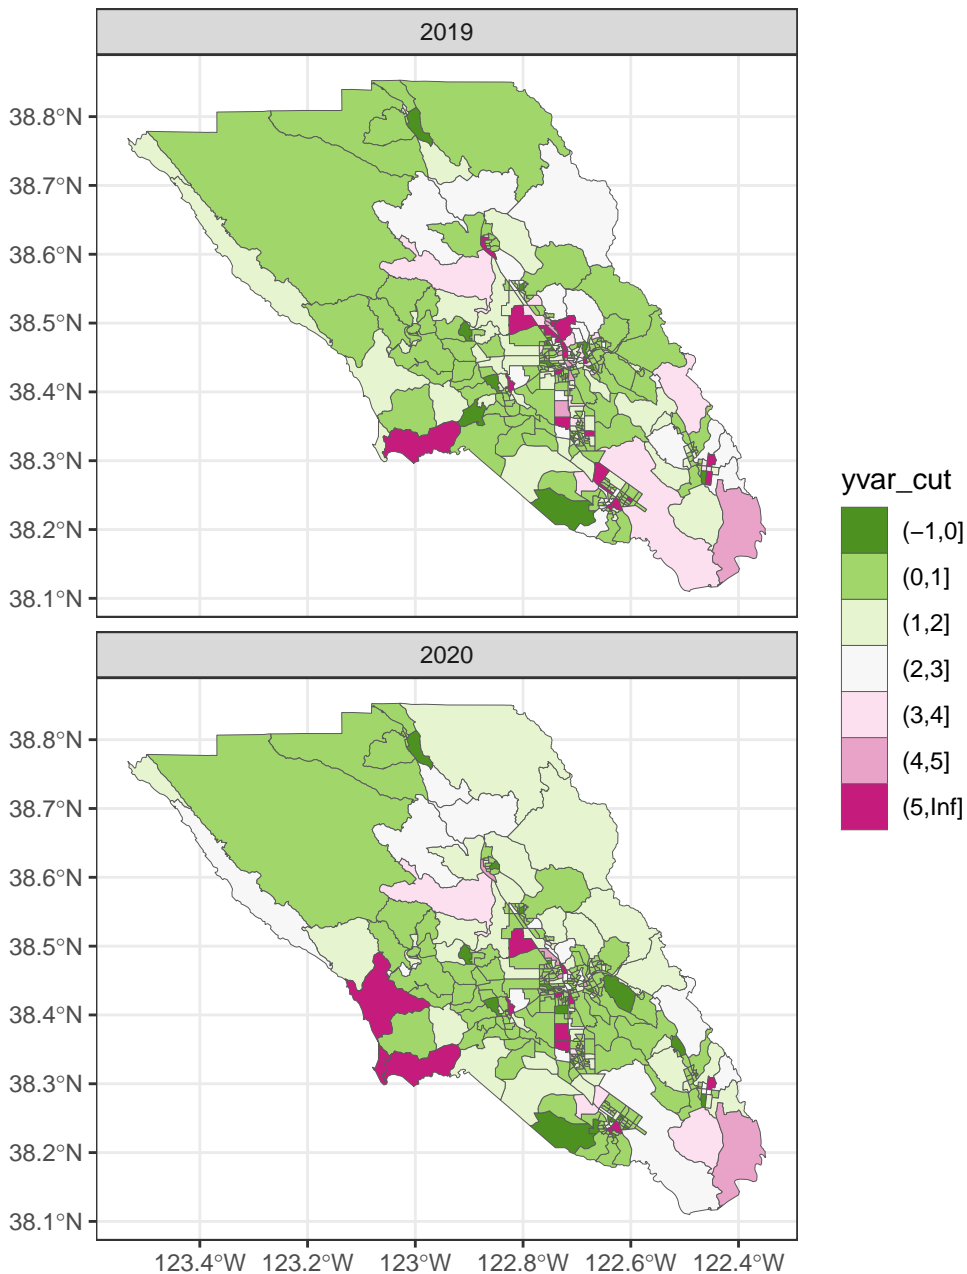 2019
38.8°N
38.7°N
38.6°N
38.5°N
38.4°N
38.3°N
38.2°N
38.1°N
2020
38.8°N
38.7°N
38.6°N
38.5°N
38.4°N
38.3°N
38.2°N
38.1°N
123.4°W 123.2°W 123°W 122.8°W 122.6°W 122.4°W
yvar_cut
(−1,0]
(0,1]
(1,2]
(2,3]
(3,4]
(4,5]
(5,Inf]